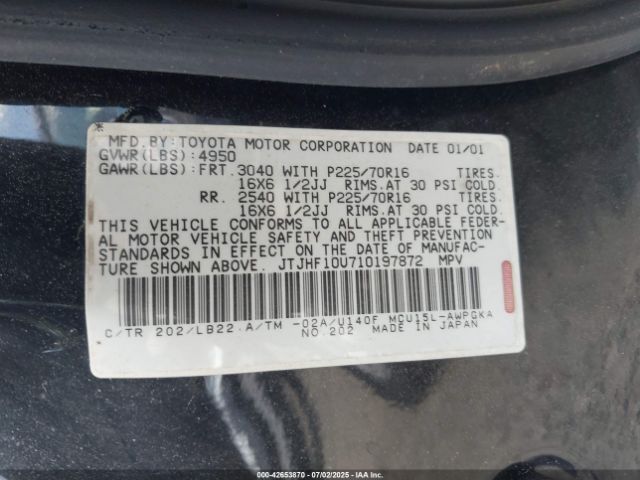 MFD.BY:TOYOTA MOTOR CORPORATION DATE 01/01
GVWR(LBS):4950
GAWR(LBS):FRT.3040 WITH P225/70R16 TIRES.
16X6 1/2JJ RIMS.AT 30 PSI COLD.
RR. 2540 WITH P225/70R16 TIRES.
16X6 1/2JJ RIMS.AT 30 PSI COLD.
THIS VEHICLE CONFORMS TO ALL APPLICABLE FEDER-
AL MOTOR VEHICLE SAFETY AND THEFT PREVENTION
STANDARDS IN EFFECT ON THE DATE OF MANUFAC-
TURE SHOWN ABOVE. JTJHF10U710197872 MPV
C/TR 202/LB22 A/TM -02A/U140F MCU15L-AWPGKA
NO.202 MADE IN JAPAN
000-42653870 07/02/2025 IAAI.COM